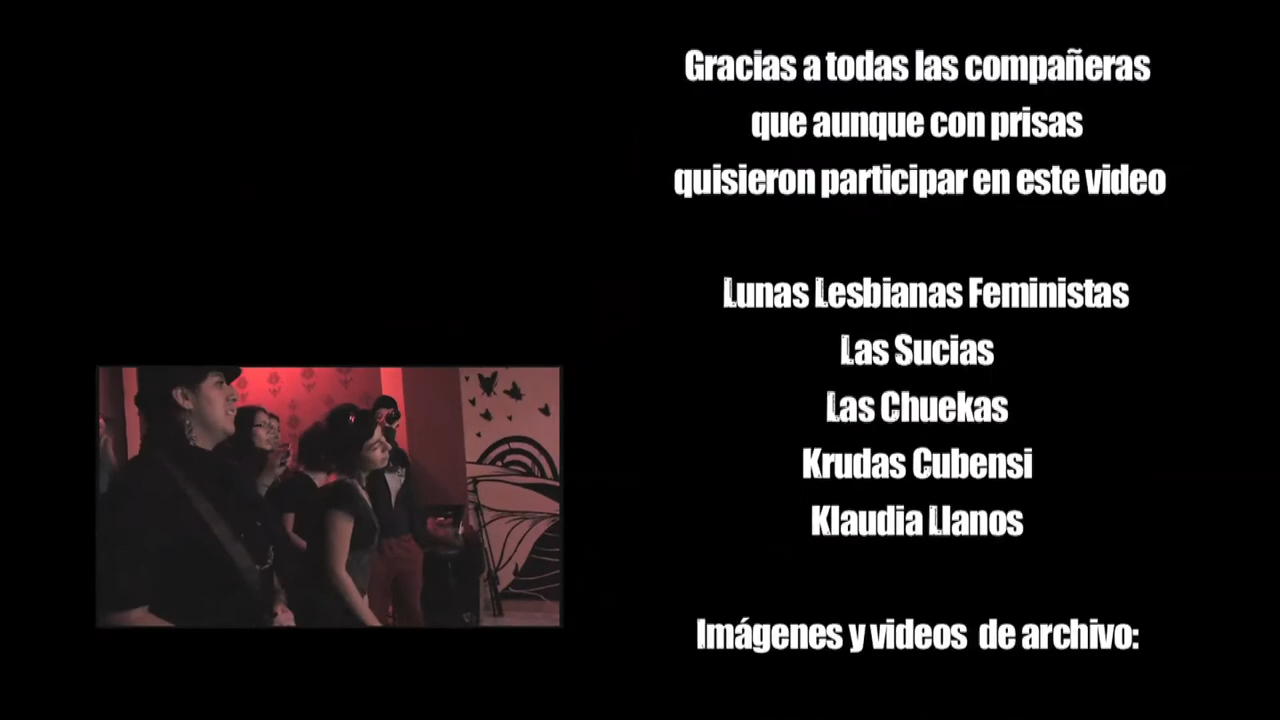 Gracias a todas las compañeras
que aunque con prisas
quisieron participar en este video
Lunas Lesbianas Feministas
Las Sucias
Las Chuekas
Krudas Cubensi
Klaudia Llanos
Imágenes y videos de archivo: